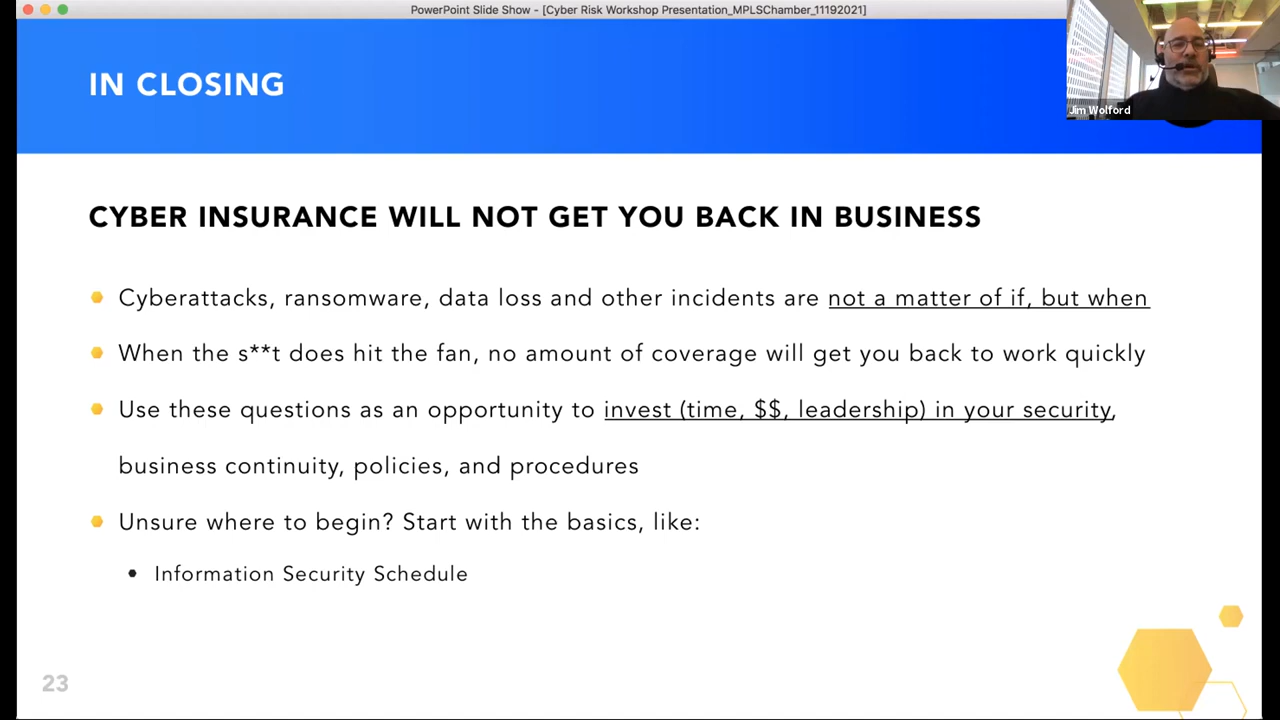 PowerPoint Slide Show - [Cyber Risk Workshop Presentation_MPLSChamber_11192021]
IN CLOSING
Jim Wolford
CYBER INSURANCE WILL NOT GET YOU BACK IN BUSINESS
Cyberattacks, ransomware, data loss and other incidents are not a matter of if, but when
When the s**t does hit the fan, no amount of coverage will get you back to work quickly
Use these questions as an opportunity to invest (time, $$, leadership) in your security,
business continuity, policies, and procedures
Unsure where to begin? Start with the basics, like:
Information Security Schedule
23